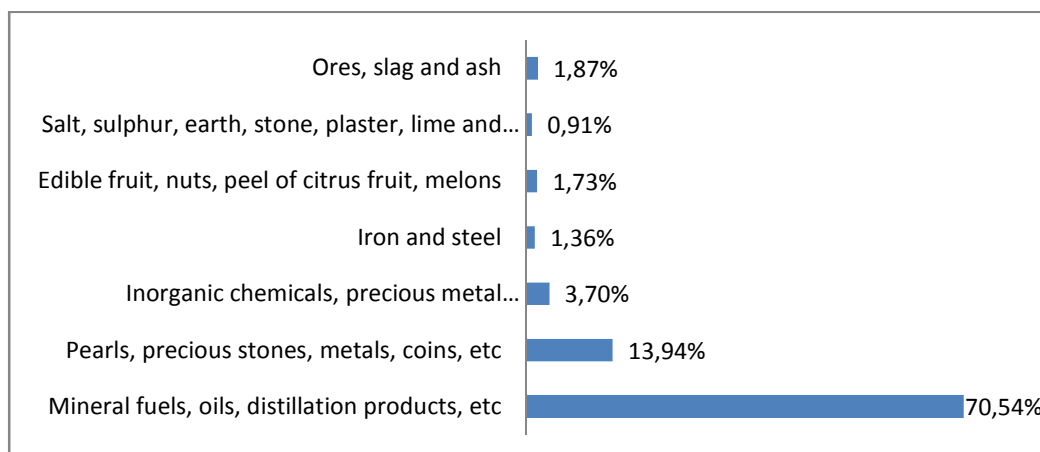 Ores, slag and ash 1,87%
Salt, sulphur, earth, stone, plaster, lime and… 0,91%
Edible fruit, nuts, peel of citrus fruit, melons 1,73%
Iron and steel 1,36%
Inorganic chemicals, precious metal… 3,70%
Pearls, precious stones, metals, coins, etc 13,94%
Mineral fuels, oils, distillation products, etc 70,54%